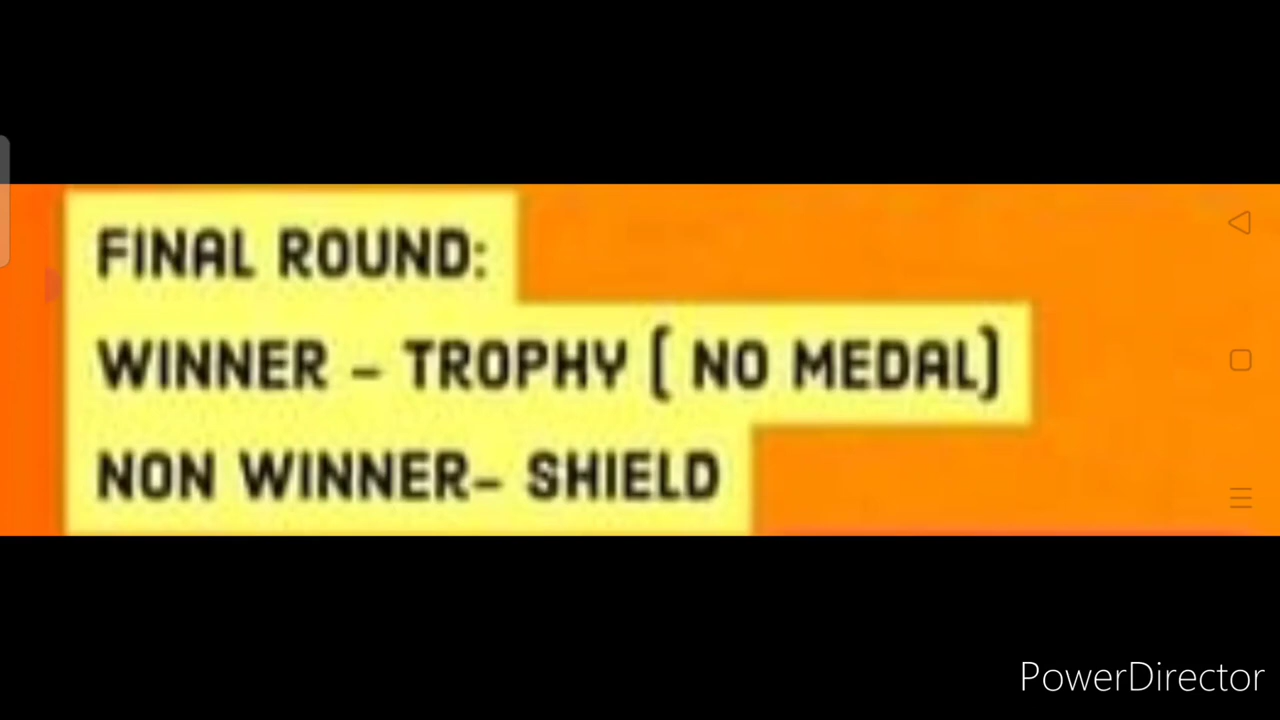 FINAL ROUND:
WINNER - TROPHY ( NO MEDAL)
NON WINNER- SHIELD
PowerDirector